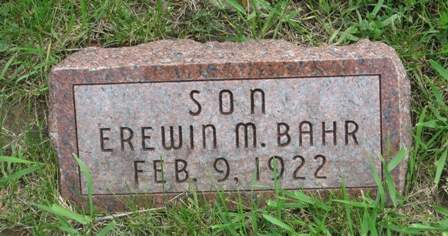 SON
EREWIN M. BAHR
FEB. 9, 1922